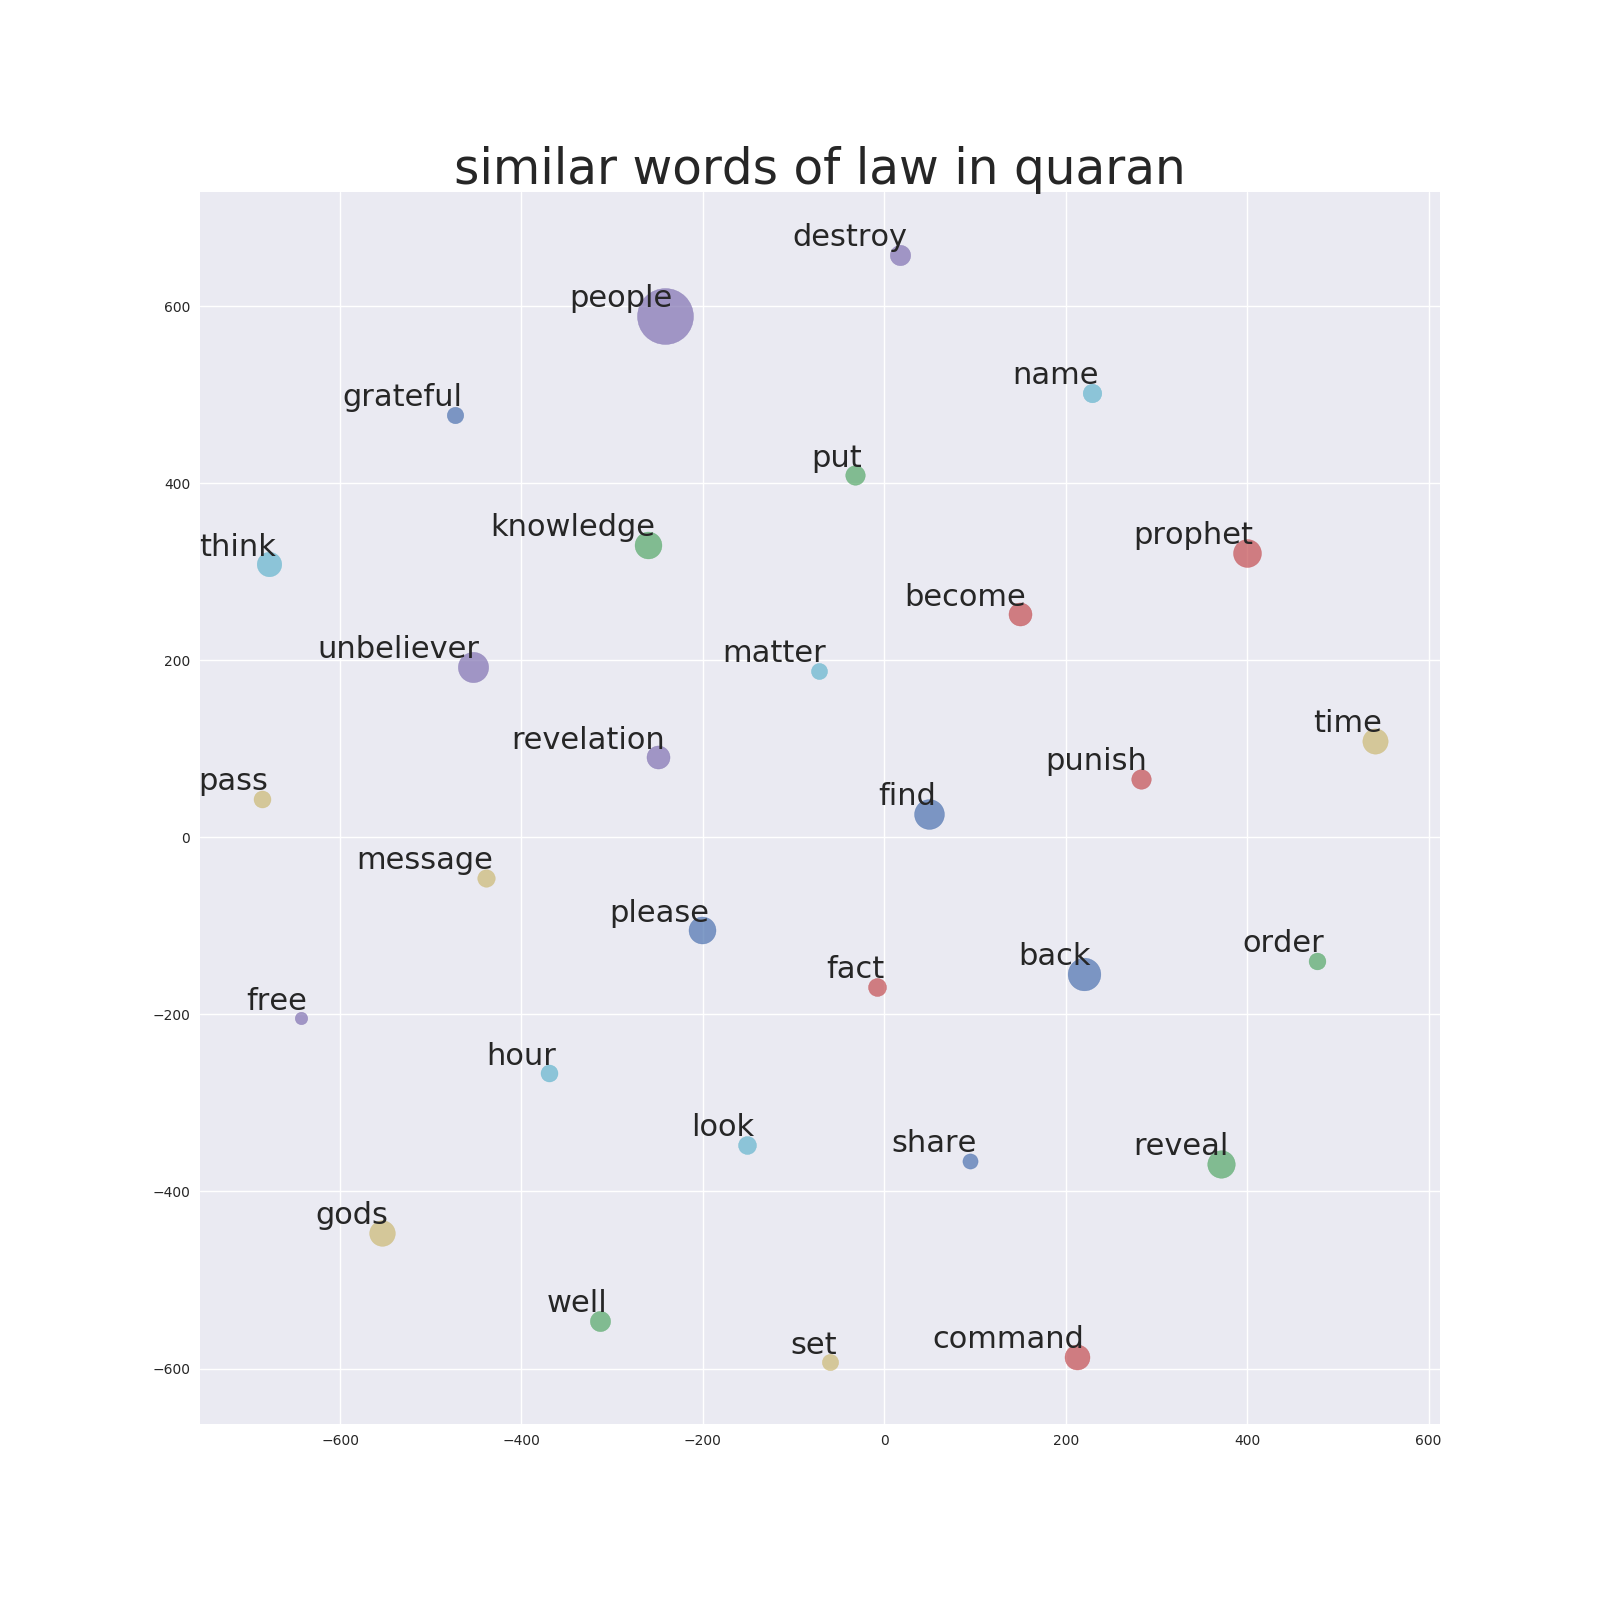 similar words of law in quaran
destroy
people
600
name
grateful
put
400
knowledge
prophet
think
become
unbeliever
matter
200
time
revelation
punish
pass
find
0
message
please
order
back
fact
free
−200
hour
look
share
reveal
−400
gods
well
command
set
−600
−600 −400 −200 0 200 400 600